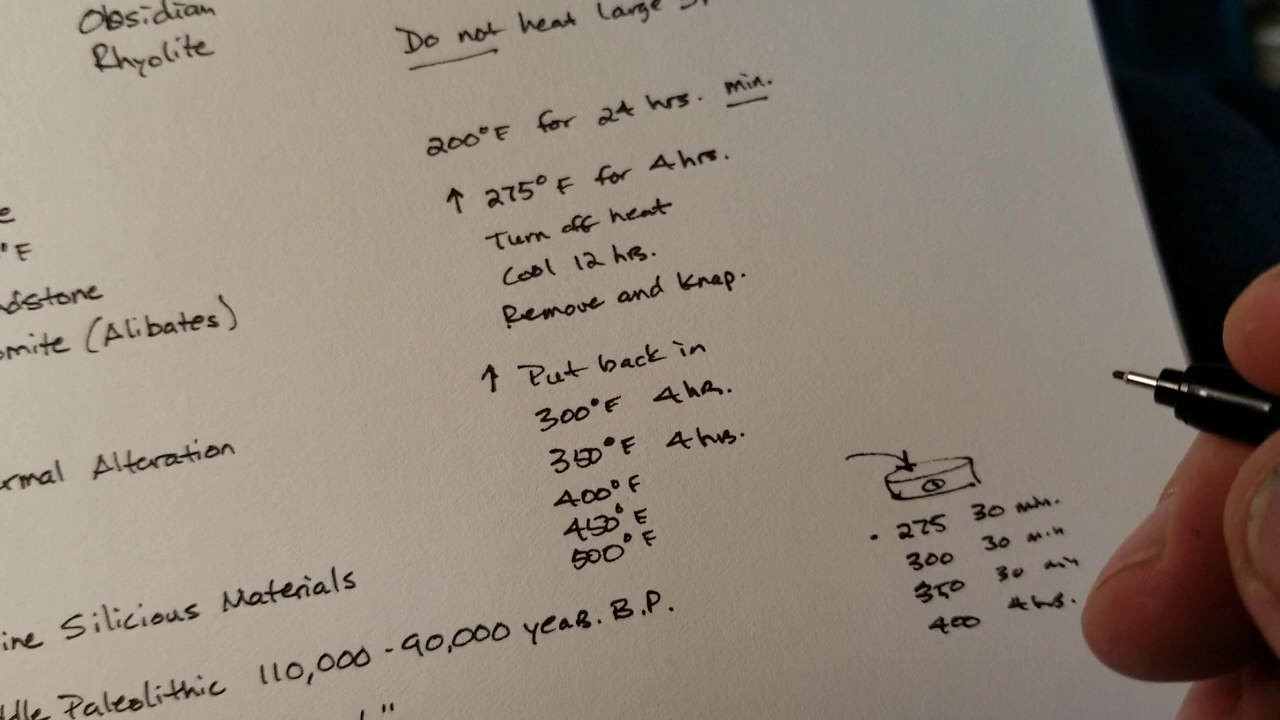 Obsidian
Rhyolite
Do not heat large
200°F for 24 hrs. min.
↑ 275° F for 4 hrs.
Turn off heat
Cool 12 hrs.
Remove and Knap.
↑ Put back in
300°F 4 hr.
350°F 4 hrs.
400°F
450°F
500°F
e
°F
dstone
omite (Alibates)
rmal Alteration
ine Silicious Materials
ddle Paleolithic 110,000 - 90,000 years. B.P.
"
. 275 30 min.
300 30 min
350 30 min
400 4 hrs.